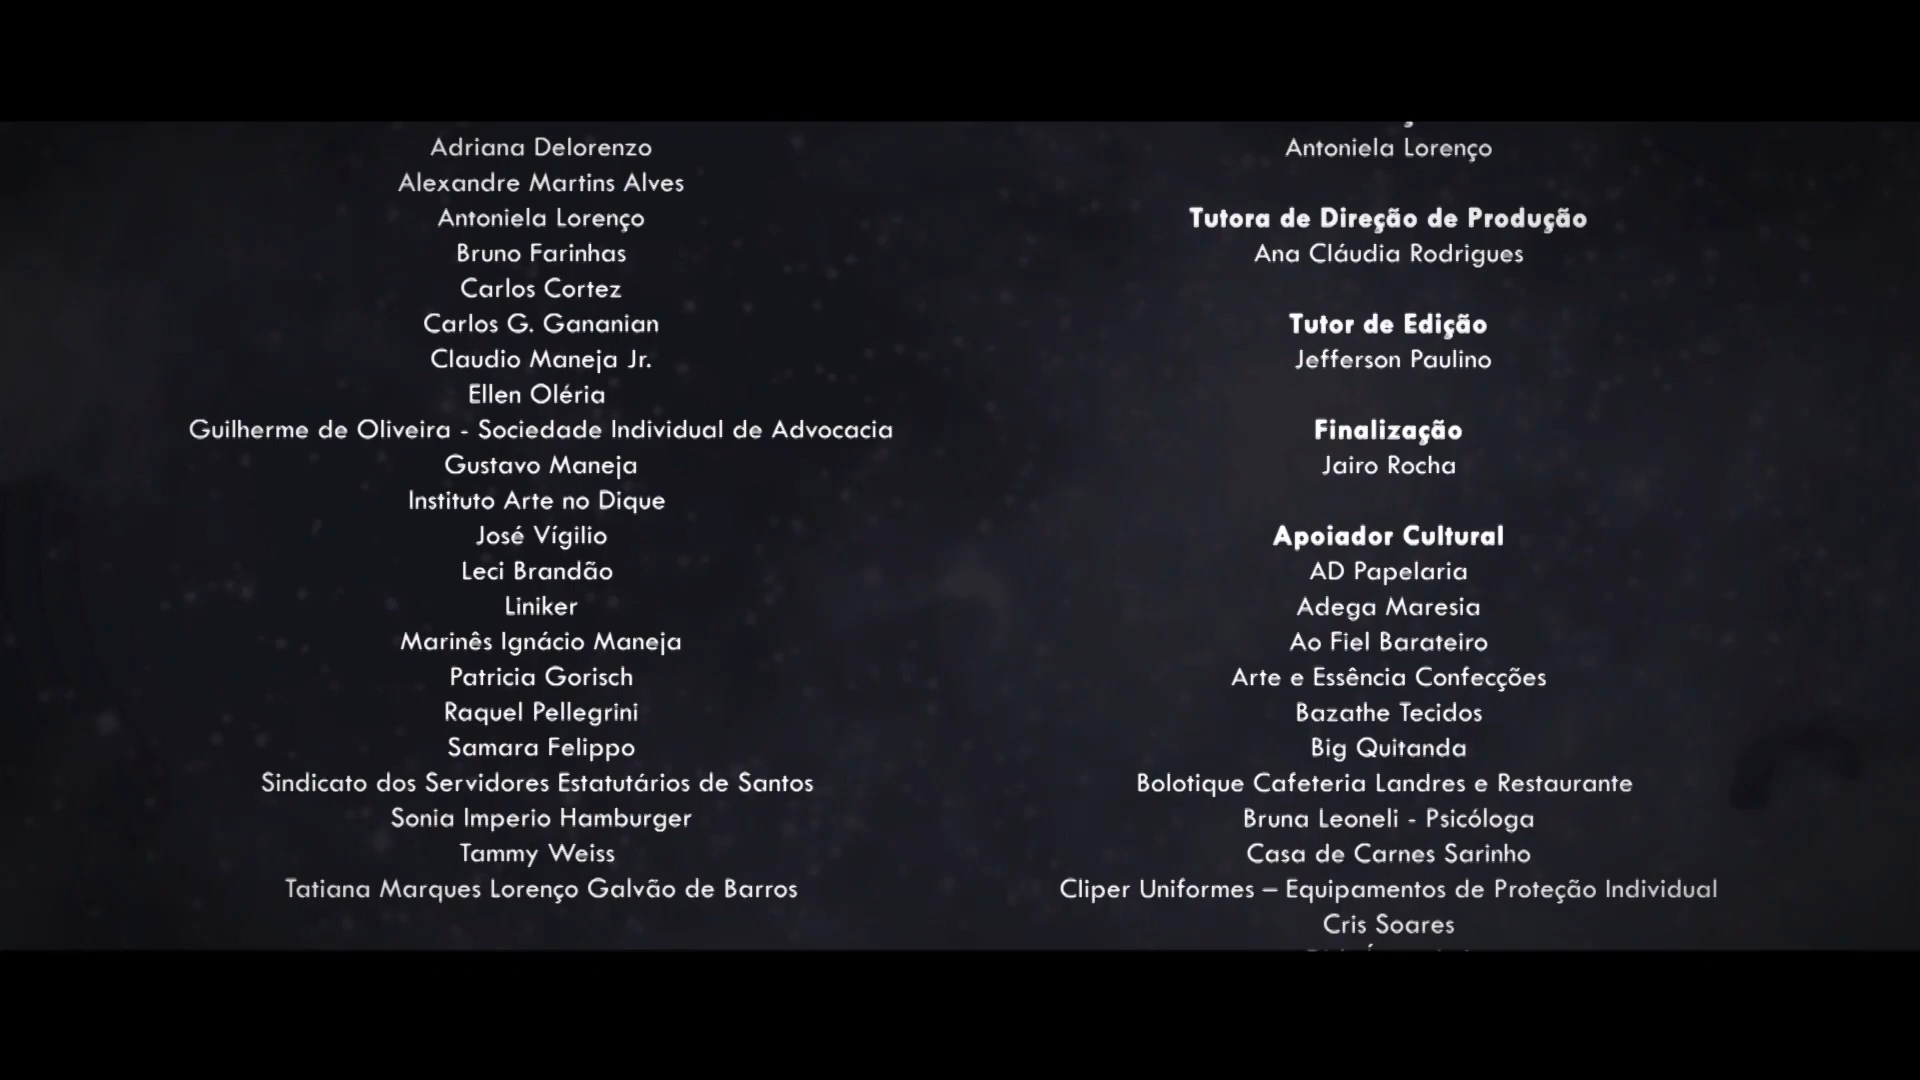 Adriana Delorenzo
Alexandre Martins Alves
Antoniela Lorenço
Bruno Farinhas
Carlos Cortez
Carlos G. Gananian
Claudio Maneja Jr.
Ellen Oléria
Guilherme de Oliveira - Sociedade Individual de Advocacia
Gustavo Maneja
Instituto Arte no Dique
José Vígilio
Leci Brandão
Liniker
Marinês Ignácio Maneja
Patricia Gorisch
Raquel Pellegrini
Samara Felippo
Sindicato dos Servidores Estatutários de Santos
Sonia Imperio Hamburger
Tammy Weiss
Tatiana Marques Lorenço Galvão de Barros
Antoniela Lorenço
Tutora de Direção de Produção
Ana Cláudia Rodrigues
Tutor de Edição
Jefferson Paulino
Finalização
Jairo Rocha
Apoiador Cultural
AD Papelaria
Adega Maresia
Ao Fiel Barateiro
Arte e Essência Confecções
Bazathe Tecidos
Big Quitanda
Bolotique Cafeteria Landres e Restaurante
Bruna Leoneli - Psicóloga
Casa de Carnes Sarinho
Cliper Uniformes – Equipamentos de Proteção Individual
Cris Soares